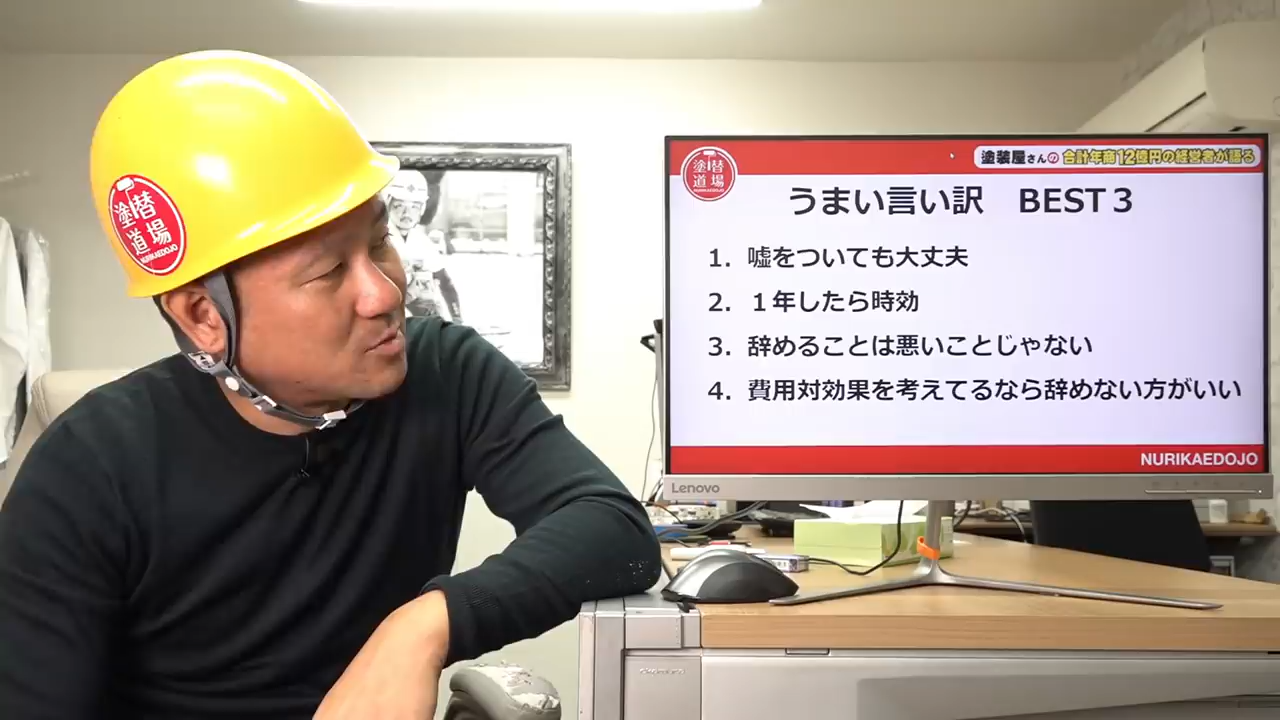 塗替
道場
NURIKAEDOJO
塗替
道場
NURIKAEDOJO
塗装屋さんの 合計年商12億円の経営者が語る
うまい言い訳 BEST３
1. 嘘をついても大丈夫
2. １年したら時効
3. 辞めることは悪いことじゃない
4. 費用対効果を考えてるなら辞めない方がいい
NURIKAEDOJO
Lenovo